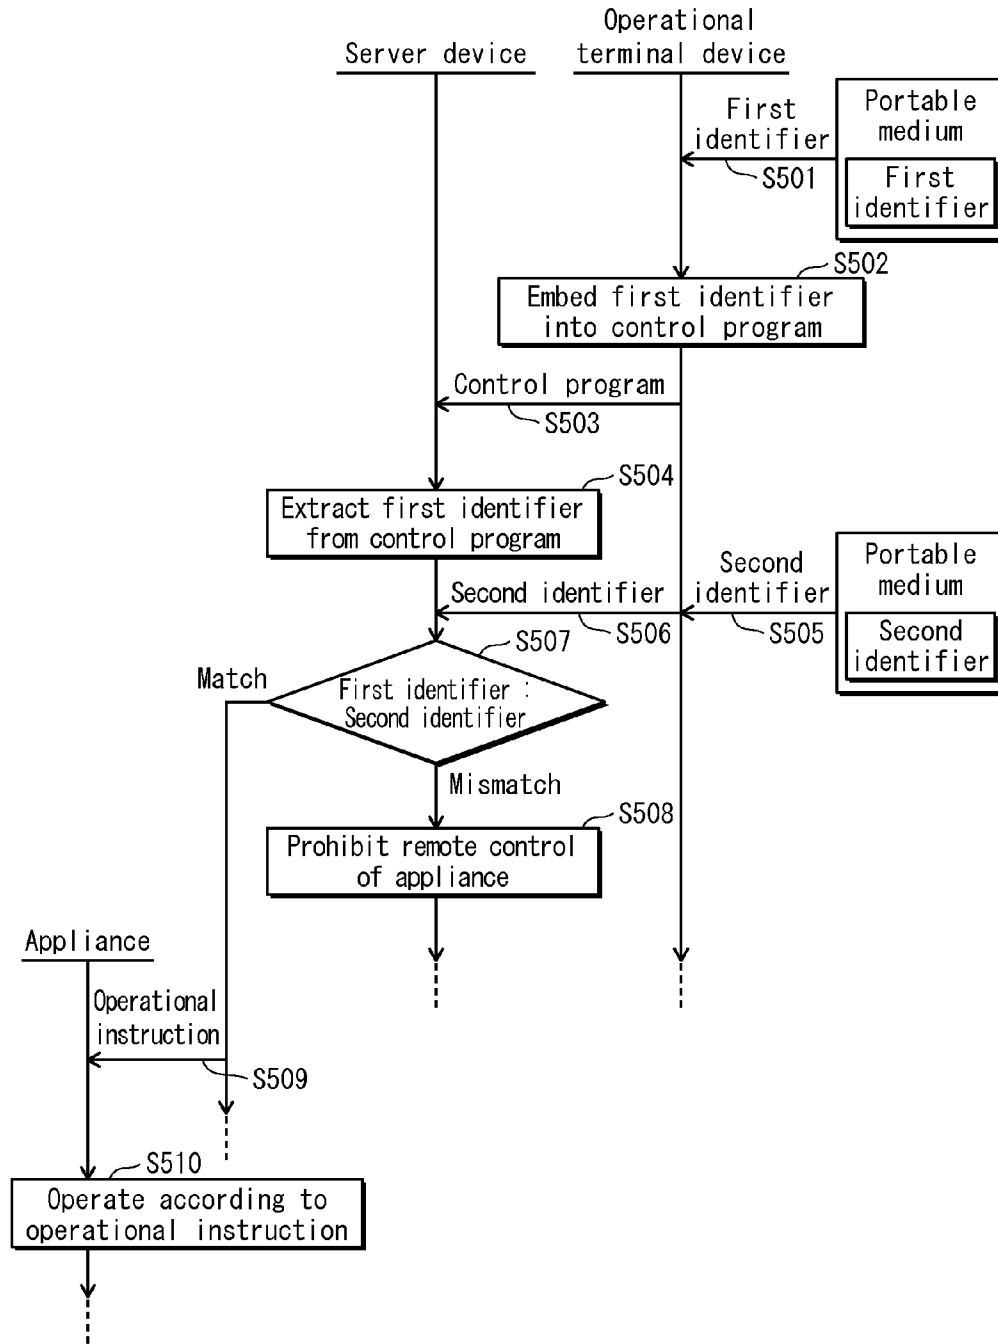 Operational
Server device
terminal device
First
identifier
S501
Portable
medium
First
identifier
S502
Embed first identifier
into control program
Control program
S503
S504
Extract first identifier
from control program
Second identifier
S506
Second
identifier
S505
Portable
medium
Second
identifier
S507
Match
First identifier :
Second identifier
Mismatch
S508
Prohibit remote control
of appliance
Appliance
Operational
instruction
S509
S510
Operate according to
operational instruction